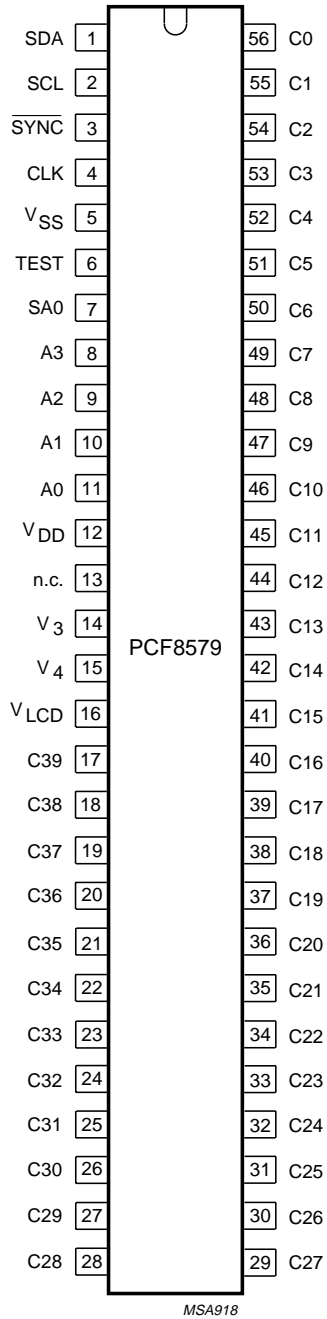 SDA 1 56 C0
SCL 2 55 C1
SYNC 3 54 C2
CLK 4 53 C3
VSS 5 52 C4
TEST 6 51 C5
SA0 7 50 C6
A3 8 49 C7
A2 9 48 C8
A1 10 47 C9
A0 11 46 C10
VDD 12 45 C11
n.c. 13 44 C12
V3 14 43 C13
PCF8579
V4 15 42 C14
VLCD 16 41 C15
C39 17 40 C16
C38 18 39 C17
C37 19 38 C18
C36 20 37 C19
C35 21 36 C20
C34 22 35 C21
C33 23 34 C22
C32 24 33 C23
C31 25 32 C24
C30 26 31 C25
C29 27 30 C26
C28 28 29 C27
MSA918